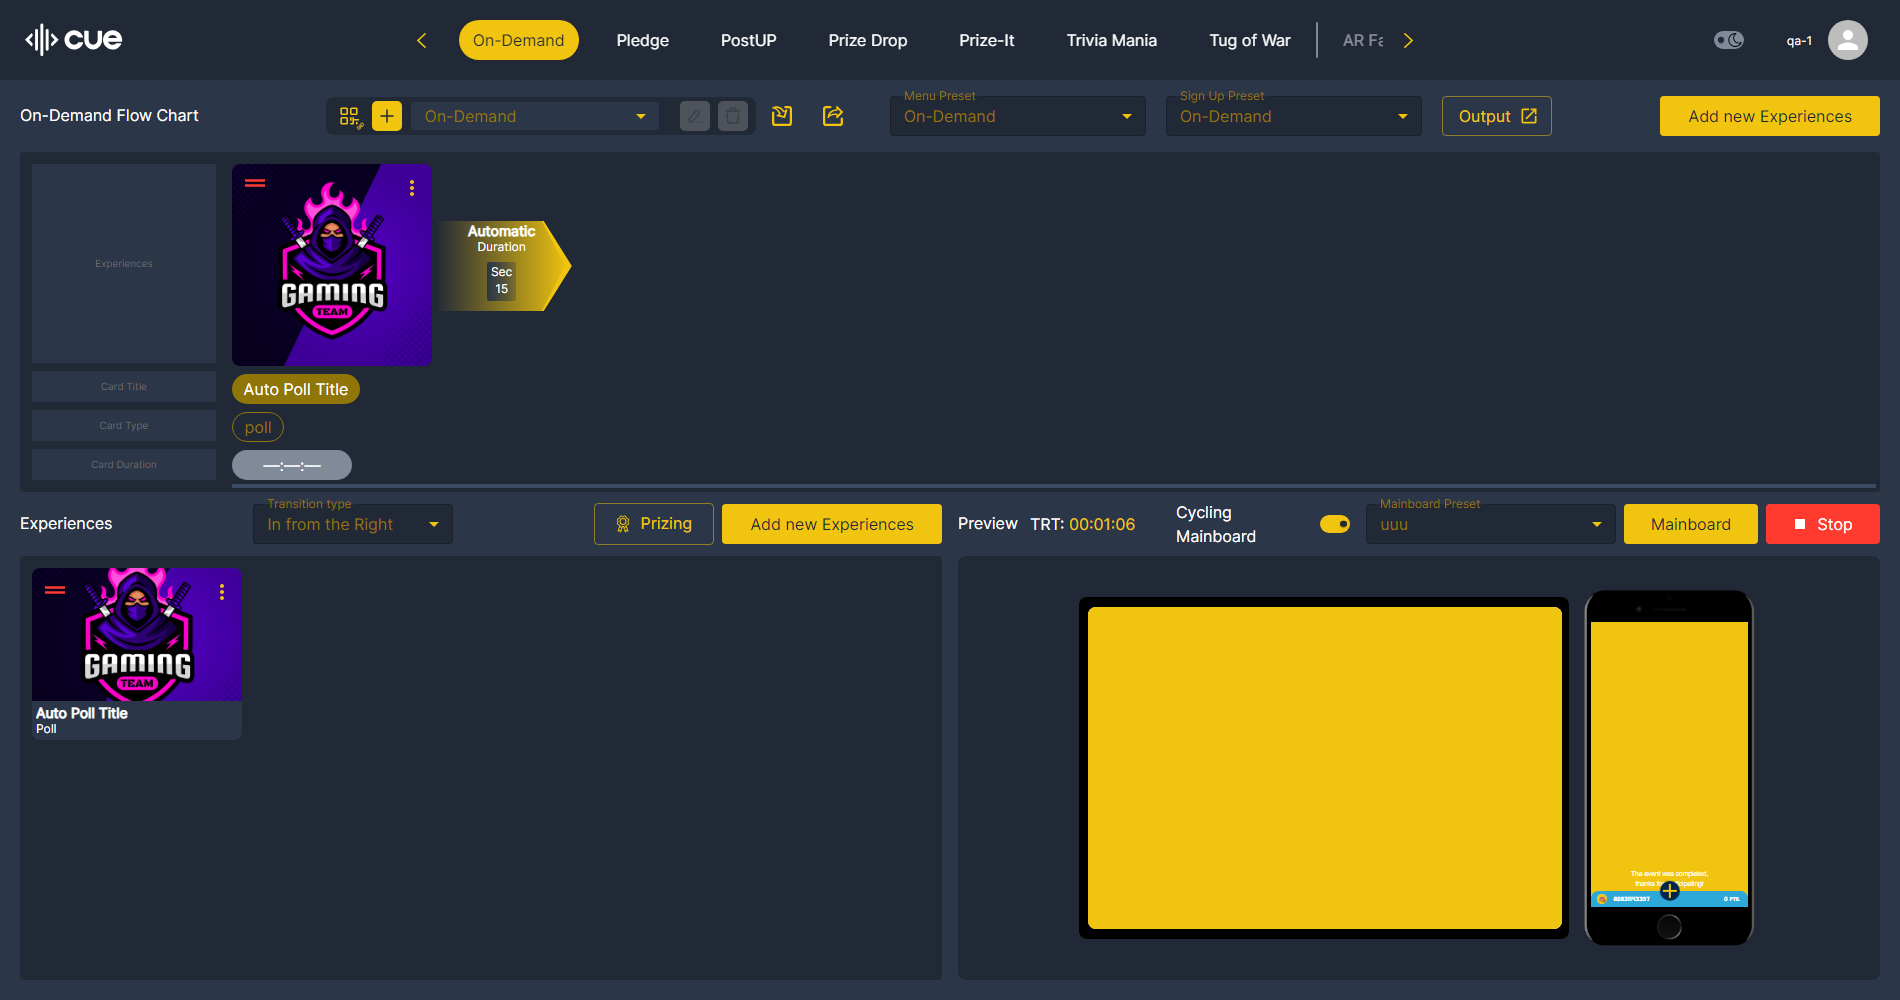 cue
On-Demand
Pledge
PostUP
Prize Drop
Prize-It
Trivia Mania
Tug of War
AR Fa
qa-1
On-Demand Flow Chart
On-Demand
Menu Preset
On-Demand
Sign Up Preset
On-Demand
Output
Add new Experiences
Experiences
GAMING
TEAM
Automatic
Duration
Sec
15
Card Title
Auto Poll Title
Card Type
poll
Card Duration
—:—:—
Experiences
Transition type
In from the Right
Prizing
Add new Experiences
Preview
TRT: 00:01:06
Cycling
Mainboard
Mainboard Preset
uuu
Mainboard
Stop
GAMING
TEAM
Auto Poll Title
Poll
The event was completed,
0 PTS.